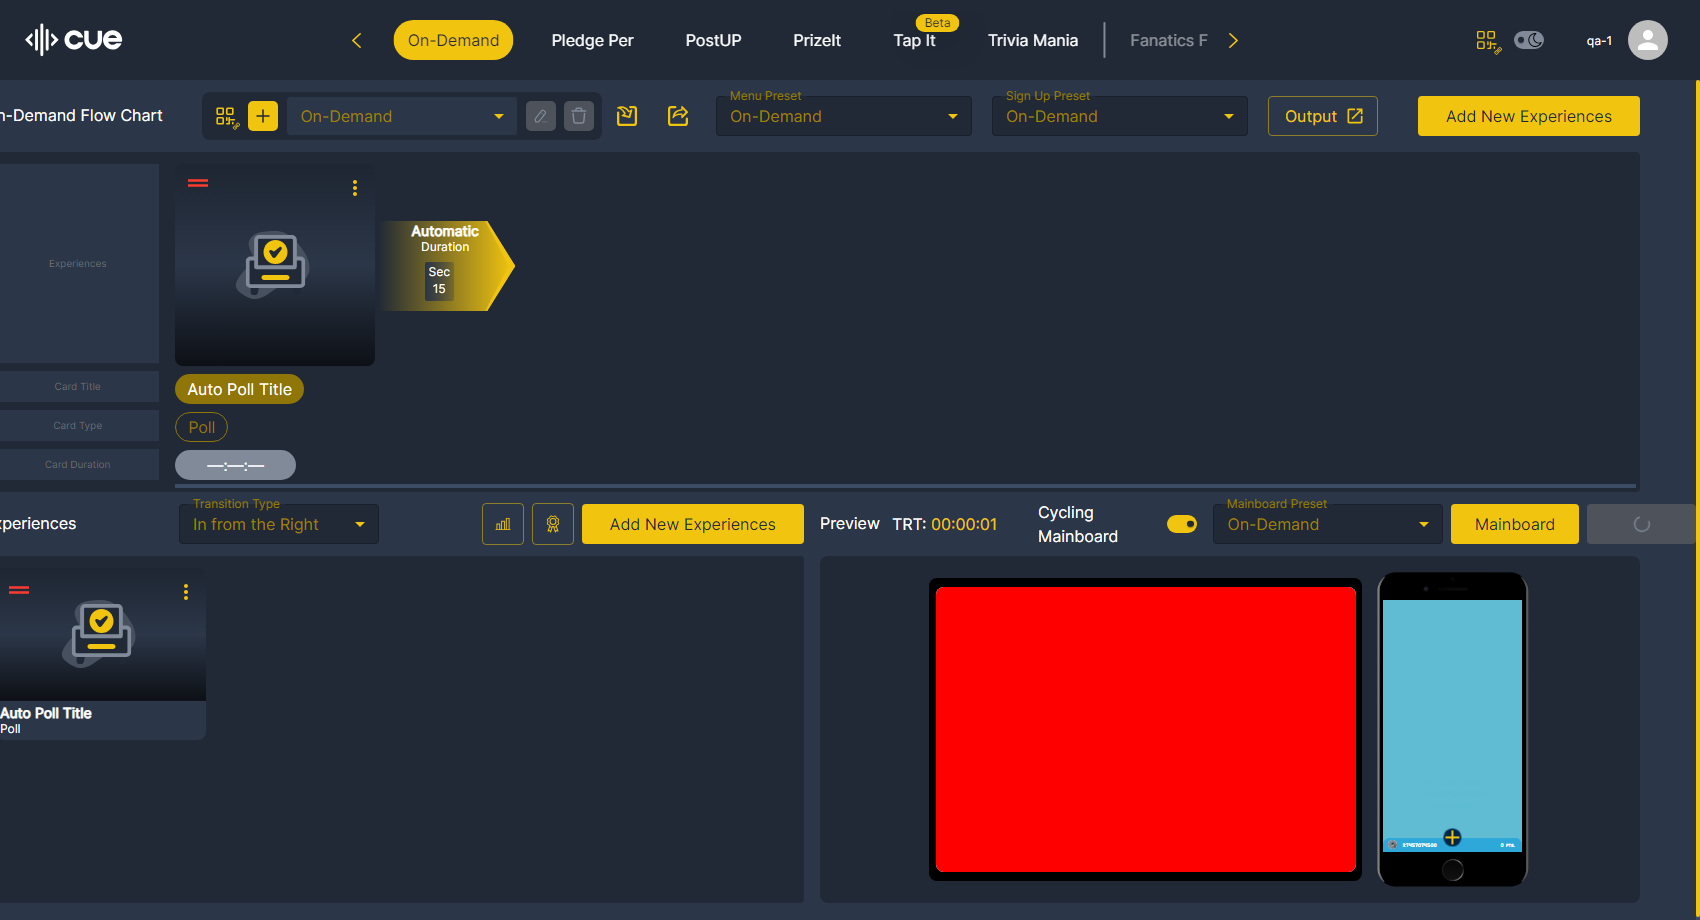 cue
On-Demand
Pledge Per
PostUP
PrizeIt
Beta
Tap It
Trivia Mania
Fanatics F
qa-1
n-Demand Flow Chart
On-Demand
Menu Preset
On-Demand
Sign Up Preset
On-Demand
Output
Add New Experiences
Experiences
Automatic
Duration
Sec
15
Card Title
Auto Poll Title
Card Type
Poll
Card Duration
—:—:—
xperiences
Transition Type
In from the Right
Add New Experiences
Preview
TRT: 00:00:01
Cycling
Mainboard
Mainboard Preset
On-Demand
Mainboard
Auto Poll Title
Poll
0 PTS.